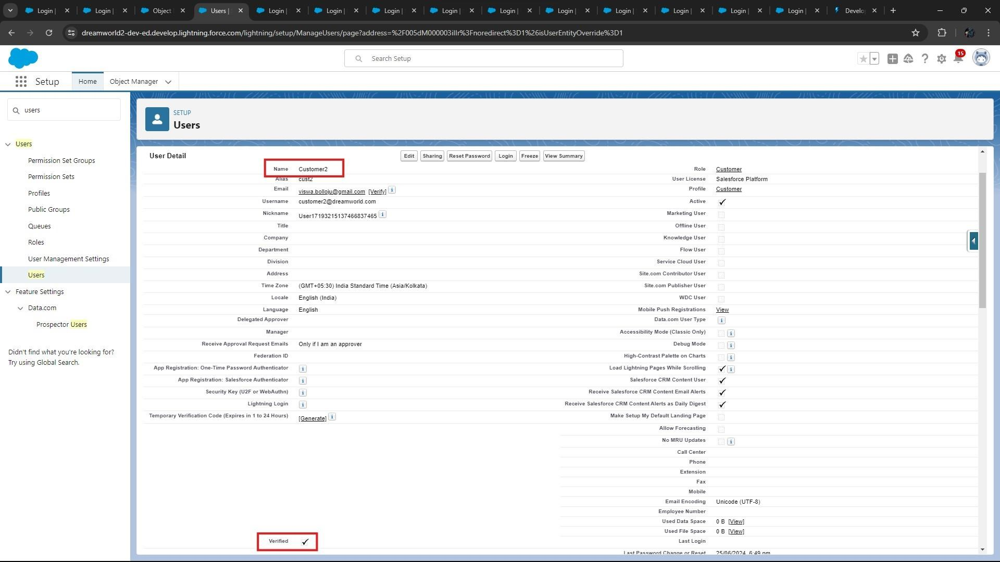 Login |
Login |
Object
Users |
Login |
Login |
Login |
Login |
Login |
Login |
Login |
Login |
Login |
Login |
Develo
dreamworld2-dev-ed.develop.lightning.force.com/lightning/setup/ManageUsers/page?address=%2F005dM000003iIIr%3Fnoredirect%3D1%26isUserEntityOverride%3D1
Search Setup
15
Setup
Home
Object Manager
users
Users
Permission Set Groups
Permission Sets
Profiles
Public Groups
Queues
Roles
User Management Settings
Users
Feature Settings
Data.com
Prospector Users
Didn't find what you're looking for?
Try using Global Search.
SETUP
Users
User Detail
Edit Sharing Reset Password Login Freeze View Summary
Name Customer2
Alias cust2
Email viswa.bolloju@gmail.com [Verify] i
Username customer2@dreamworld.com
Nickname User17193215137466837465 i
Title
Company
Department
Division
Address
Time Zone (GMT+05:30) India Standard Time (Asia/Kolkata)
Locale English (India)
Language English
Delegated Approver
Manager
Receive Approval Request Emails Only if I am an approver
Federation ID
App Registration: One-Time Password Authenticator i
App Registration: Salesforce Authenticator i
Security Key (U2F or WebAuthn) i
Lightning Login i
Temporary Verification Code (Expires in 1 to 24 Hours) [Generate] i
Verified ✓
Role Customer
User License Salesforce Platform
Profile Customer
Active ✓
Marketing User
Offline User
Knowledge User
Flow User
Service Cloud User
Site.com Contributor User
Site.com Publisher User
WDC User
Mobile Push Registrations View
Data.com User Type i
Accessibility Mode (Classic Only) i
Debug Mode i
High-Contrast Palette on Charts i
Load Lightning Pages While Scrolling ✓ i
Salesforce CRM Content User ✓
Receive Salesforce CRM Content Email Alerts ✓
Receive Salesforce CRM Content Alerts as Daily Digest ✓
Make Setup My Default Landing Page
Allow Forecasting
No MRU Updates i
Call Center
Phone
Extension
Fax
Mobile
Email Encoding Unicode (UTF-8)
Employee Number
Used Data Space 0 B [View]
Used File Space 0 B [View]
Last Login
Last Password Change or Reset 25/06/2024, 6:49 pm